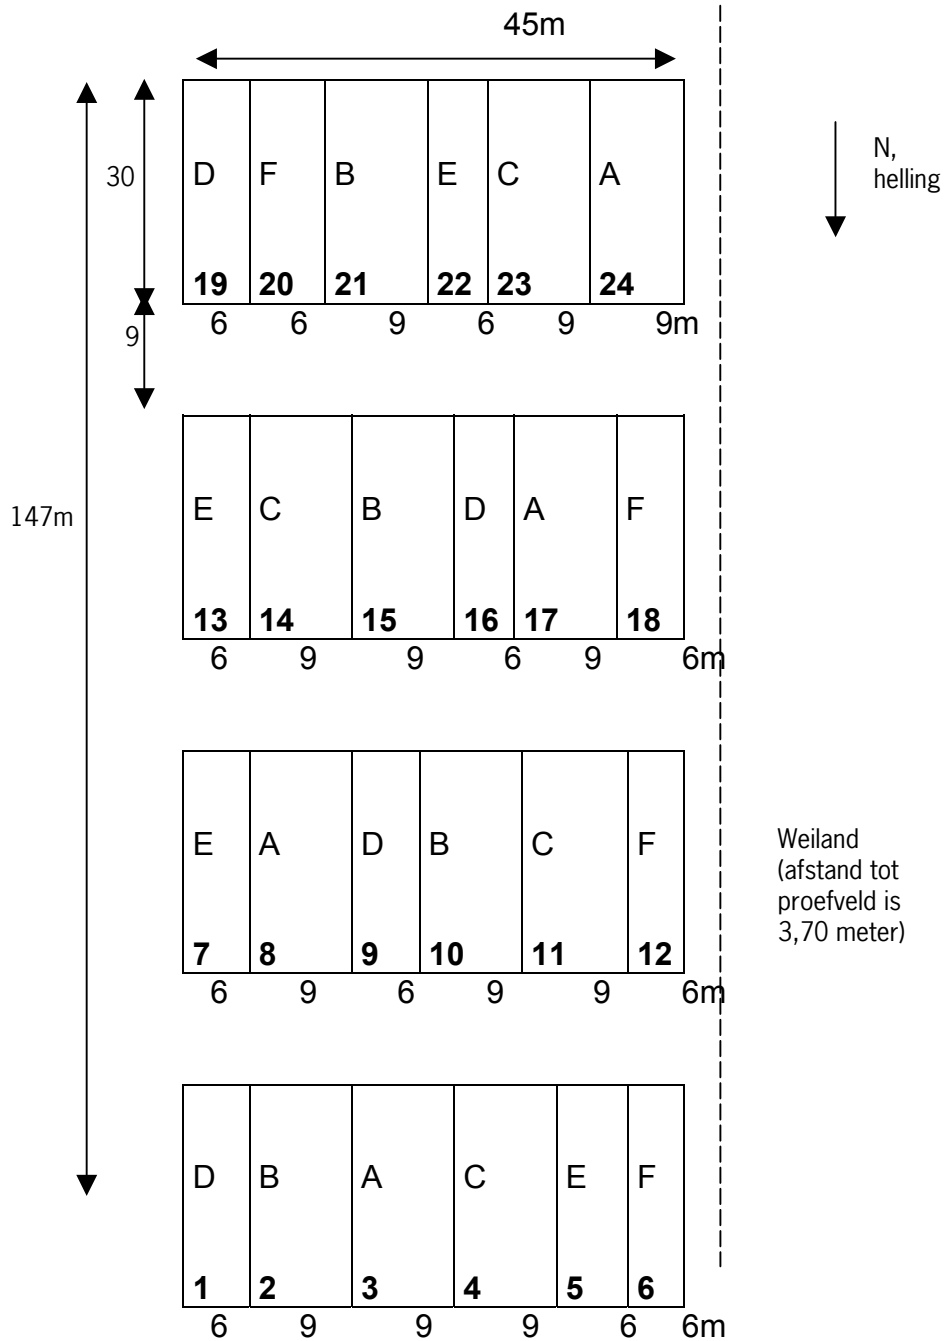 45m
N,
helling
30
D F B E C A
19 20 21 22 23 24
6 6 9 6 9 9m
9
147m
E C B D A F
13 14 15 16 17 18
6 9 9 6 9 6m
Weiland
(afstand tot
proefveld is
3,70 meter)
E A D B C F
7 8 9 10 11 12
6 9 6 9 9 6m
D B A C E F
1 2 3 4 5 6
6 9 9 9 6 6m